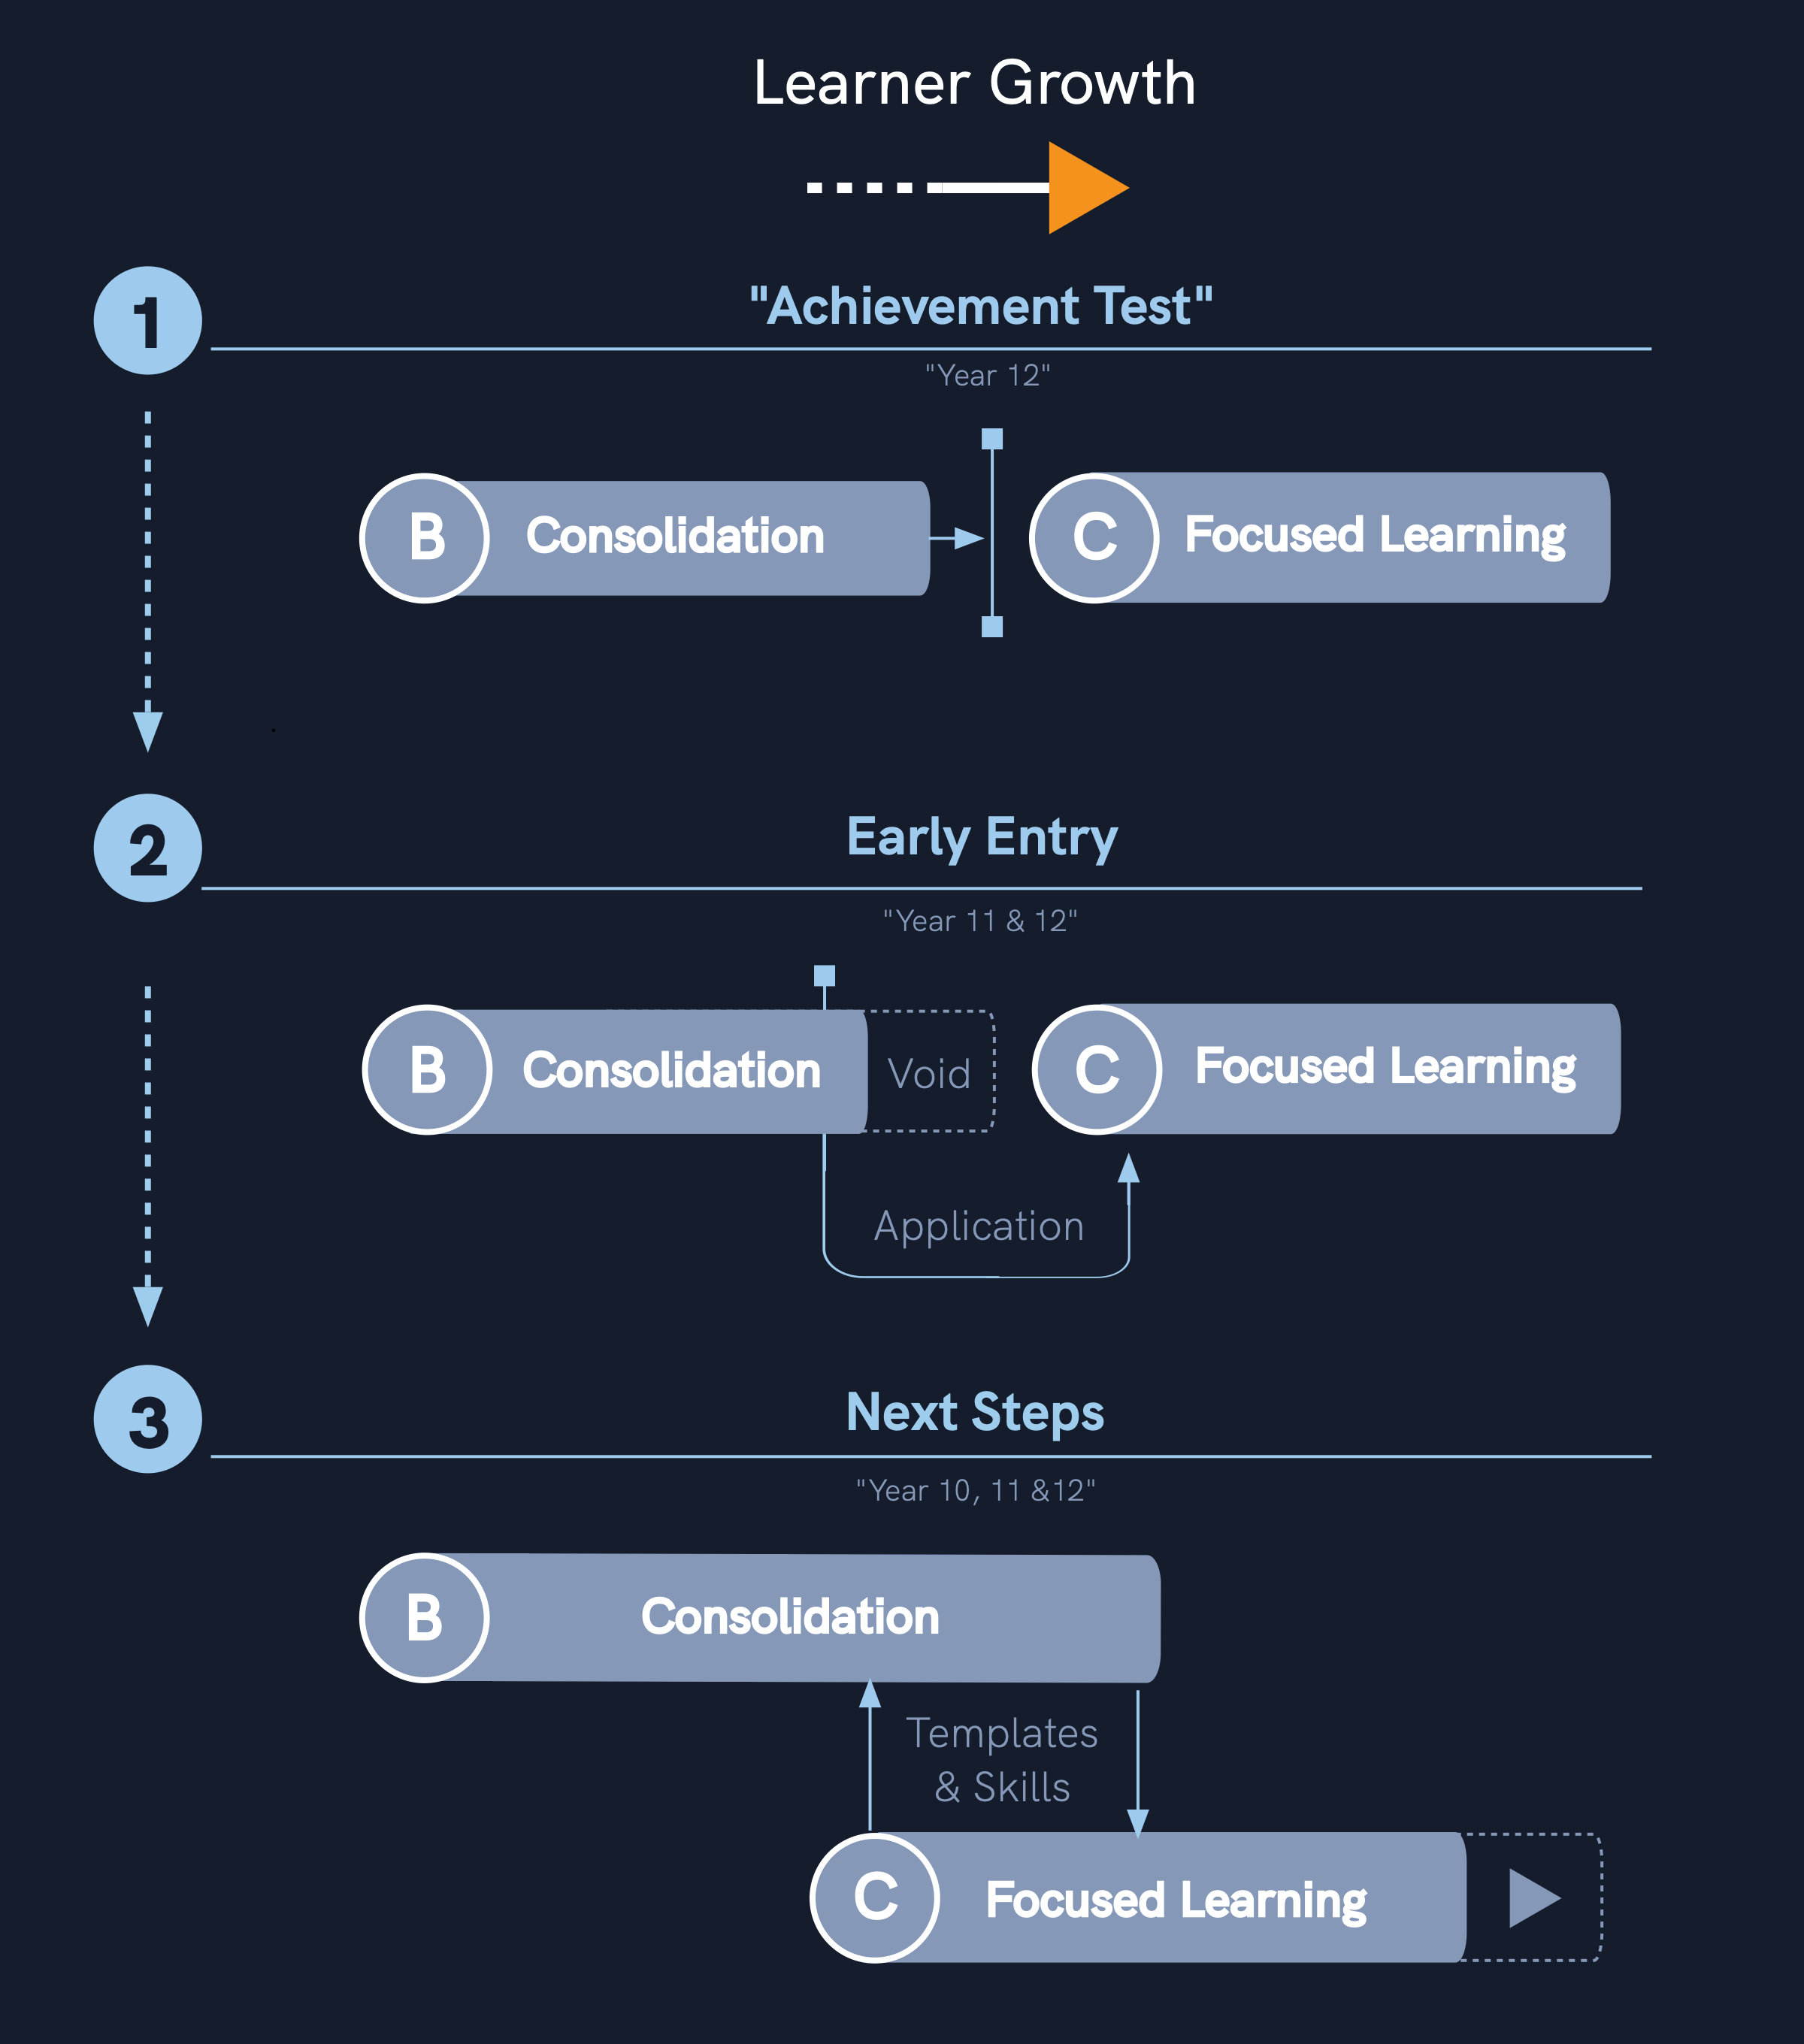 Learner Growth
1
"Achievement Test"
"Year 12"
B Consolidation
C Focused Learning
2
Early Entry
"Year 11 & 12"
B Consolidation
Void
C Focused Learning
Application
3
Next Steps
"Year 10, 11 &12"
B Consolidation
Templates
& Skills
C Focused Learning